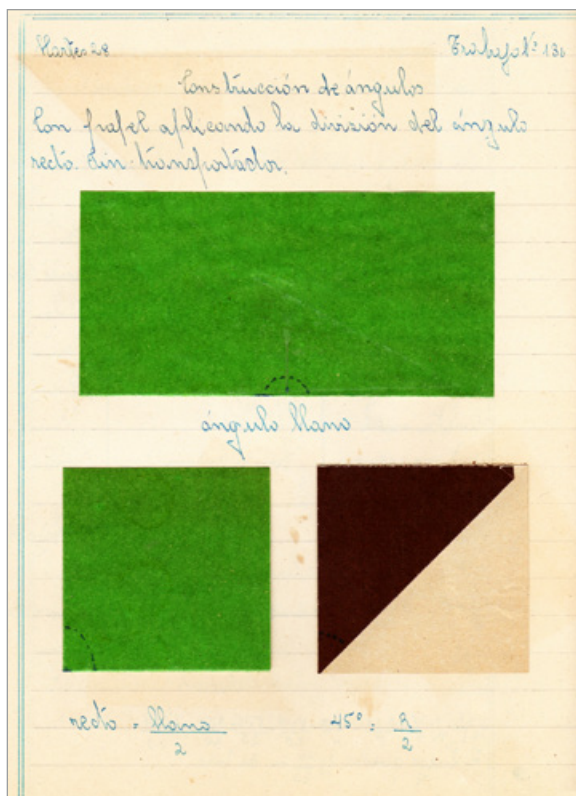 Martes 28
Trabajo Nº 136
Construcción de ángulos
Con papel aplicando la división del ángulo
recto sin transportador.
ángulo llano
recto = llano / 2
45º = R / 2